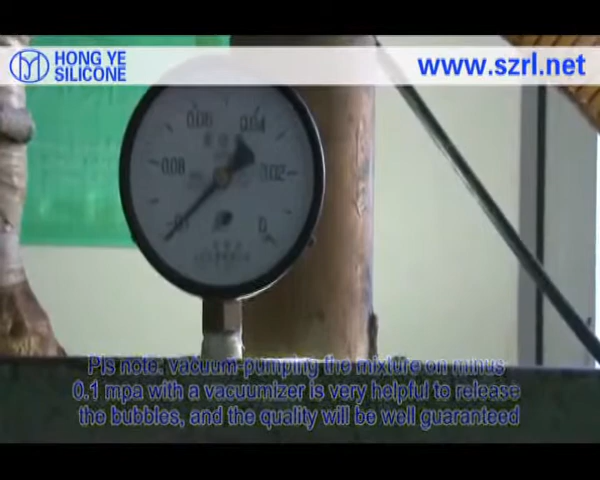 HONG YE
SILICONE
www.szrl.net
0.06
0.04
0.08
0.02
0.1
0
Pls note: vacuum-pumping the mixture on minus
0.1 mpa with a vacuumizer is very helpful to release
the bubbles, and the quality will be well guaranteed